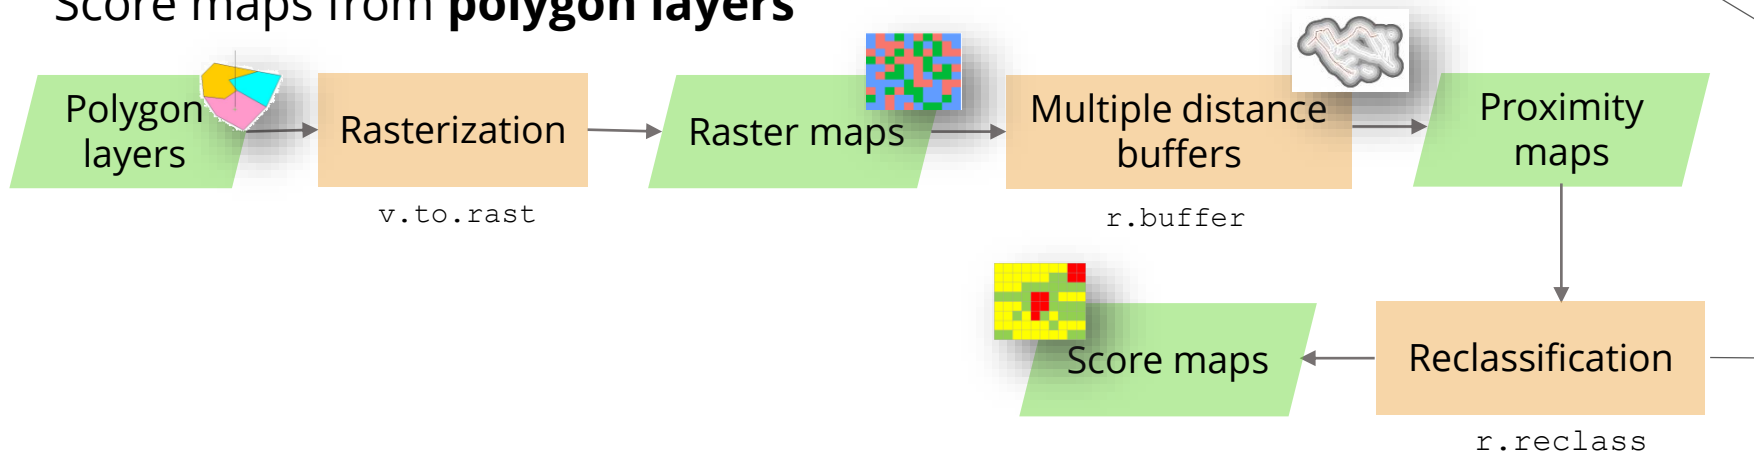 Score maps from polygon layers
Polygon
layers
Rasterization
v.to.rast
Raster maps
Multiple distance
buffers
r.buffer
Proximity
maps
Reclassification
r.reclass
Score maps